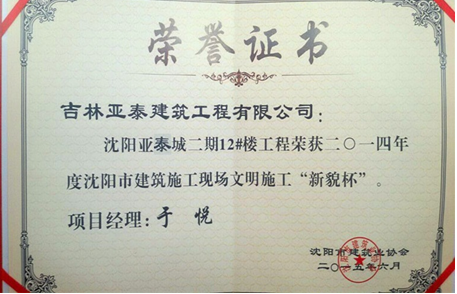 荣誉证书
吉林亚泰建筑工程有限公司：
沈阳亚泰城二期12#楼工程荣获二〇一四年
度沈阳市建筑施工现场文明施工“新貌杯”。
项目经理：于 悦
沈阳市建筑业协会
二〇一五年六月